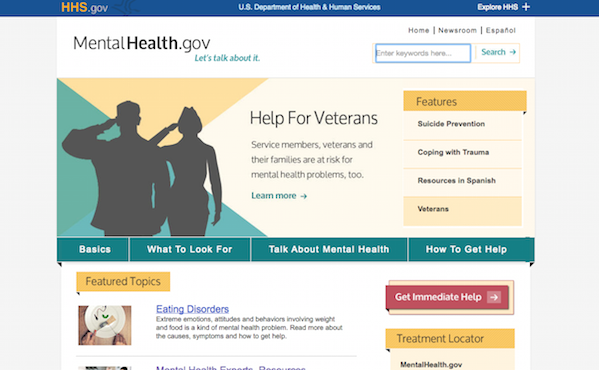 HHS.gov
U.S. Department of Health & Human Services
Explore HHS +
Home | Newsroom | Español
MentalHealth.gov
Let's talk about it.
Enter keywords here...
Search →
Help For Veterans
Service members, veterans and
their families are at risk for
mental health problems, too.
Learn more →
Features
Suicide Prevention
Coping with Trauma
Resources in Spanish
Veterans
Basics
What To Look For
Talk About Mental Health
How To Get Help
Featured Topics
Eating Disorders
Extreme emotions, attitudes and behaviors involving weight
and food is a kind of mental health problem. Read more about
the causes, symptoms and how to get help.
Mental Health Experts, Resources
Get Immediate Help →
Treatment Locator
MentalHealth.gov